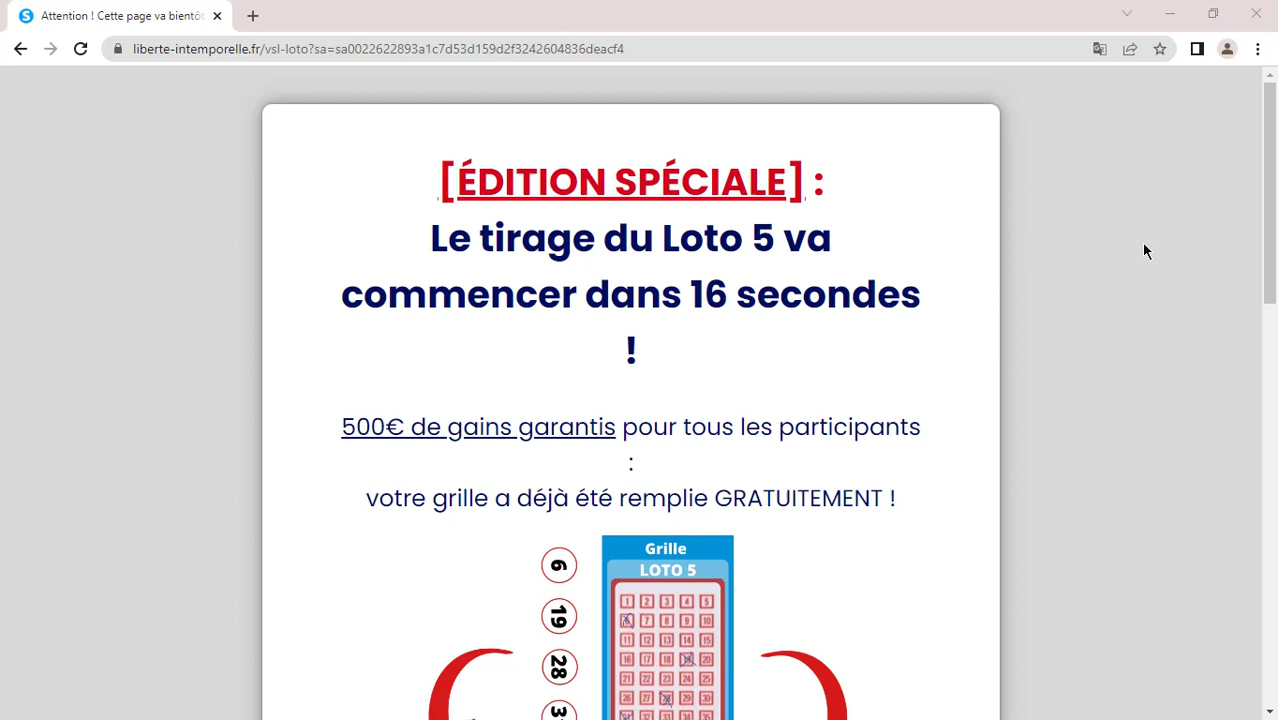 Attention ! Cette page va bientôt
liberte-intemporelle.fr/vsl-loto?sa=sa0022622893a1c7d53d159d2f3242604836deacf4
[ÉDITION SPÉCIALE] :
Le tirage du Loto 5 va
commencer dans 16 secondes
!
500€ de gains garantis pour tous les participants
:
votre grille a déjà été remplie GRATUITEMENT !
Grille
LOTO 5
6
19
28
1 2 3 4 5
6 7 8 9 10
11 12 13 14 15
16 17 18 19 20
21 22 23 24 25
26 27 28 29 30